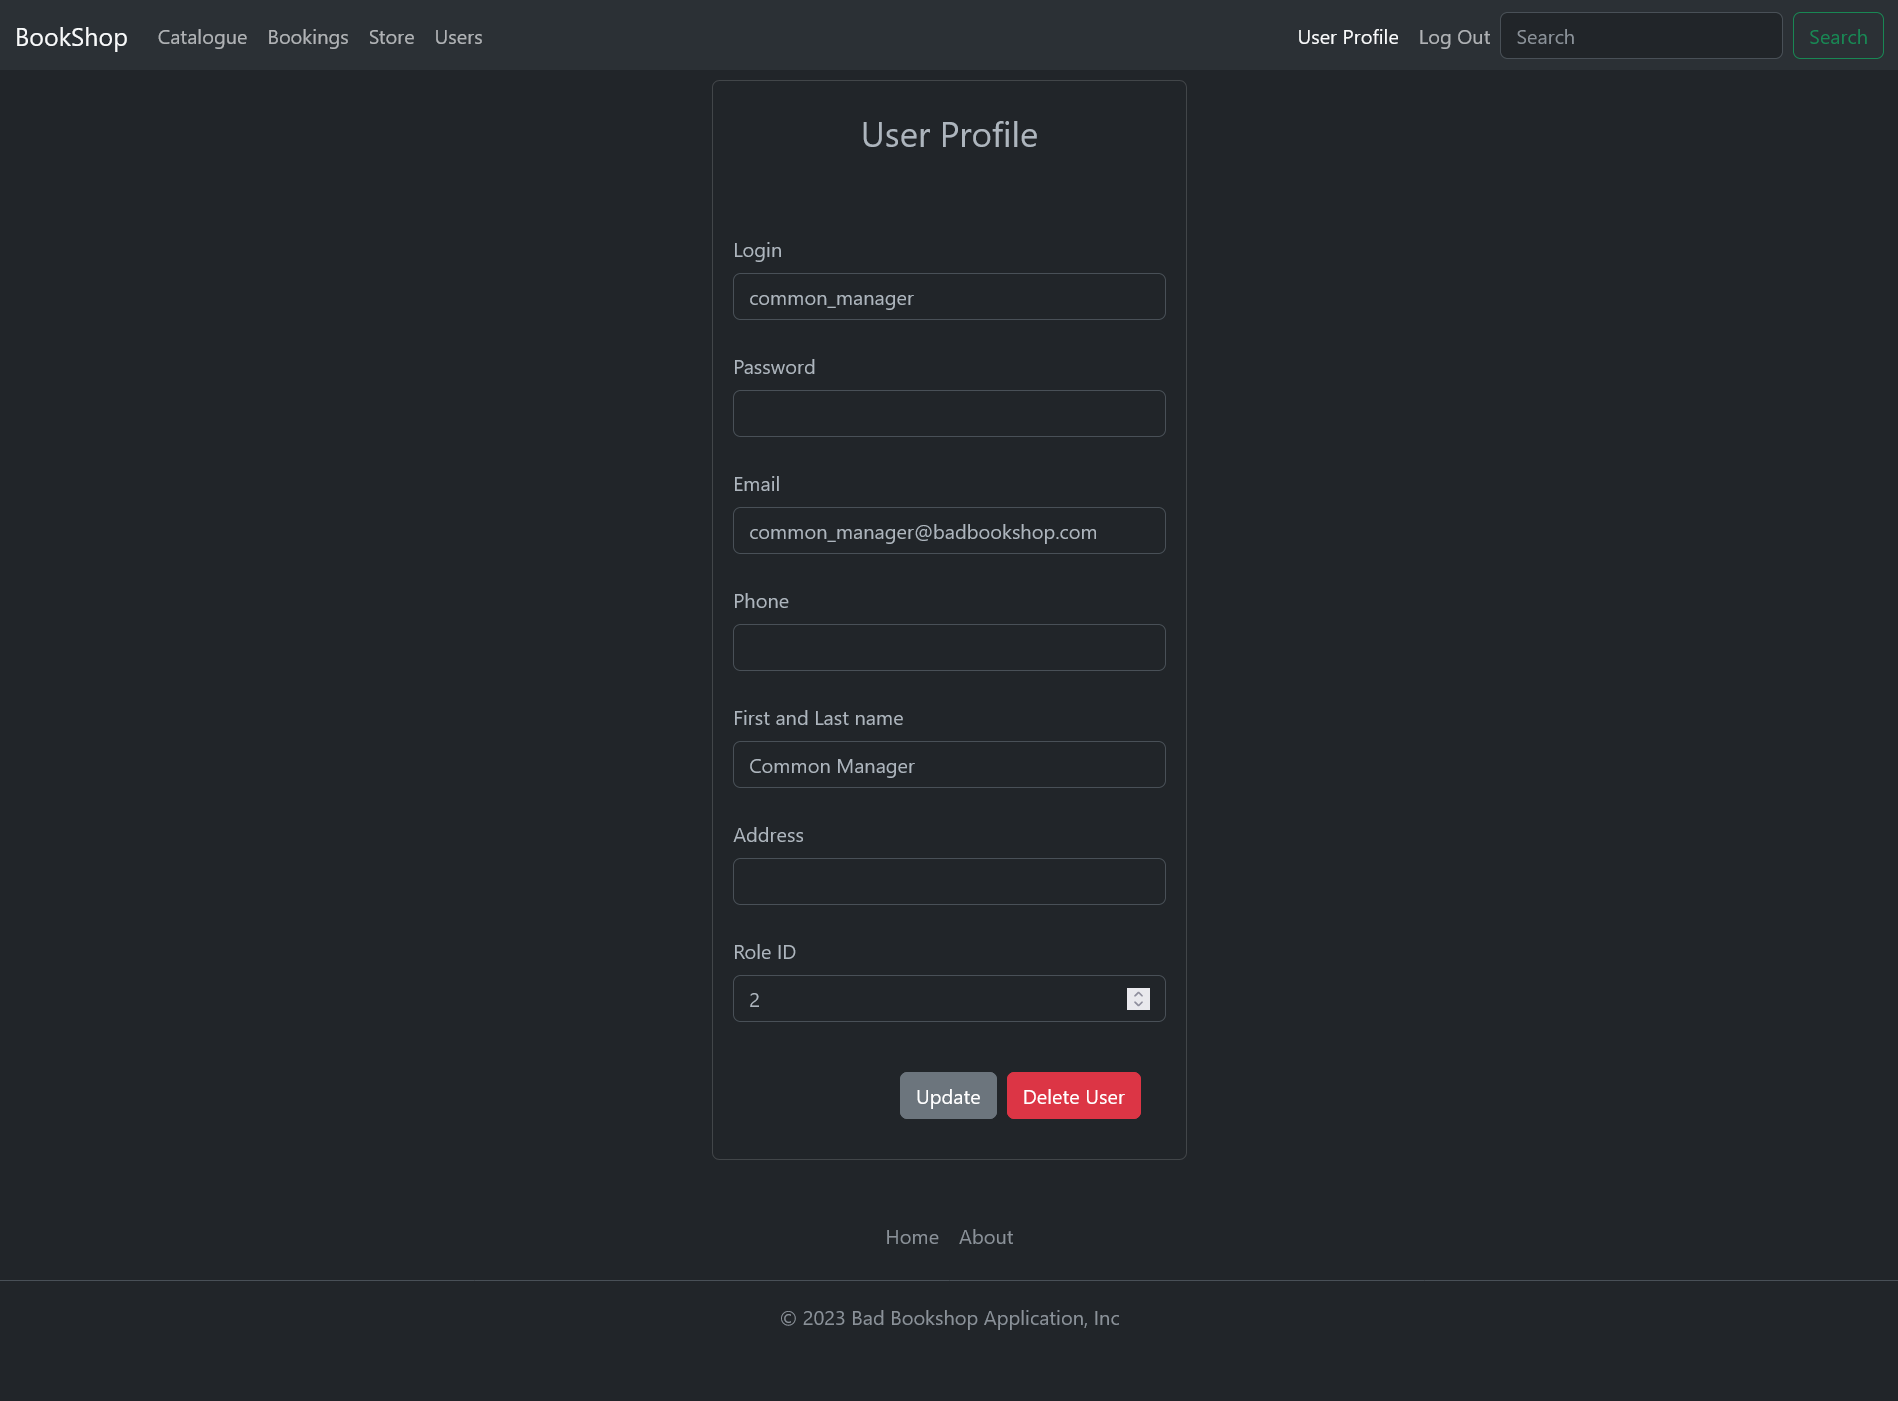 BookShop Catalogue Bookings Store Users User Profile Log Out Search Search
User Profile
Login
common_manager
Password
Email
common_manager@badbookshop.com
Phone
First and Last name
Common Manager
Address
Role ID
2
Update Delete User
Home About
© 2023 Bad Bookshop Application, Inc